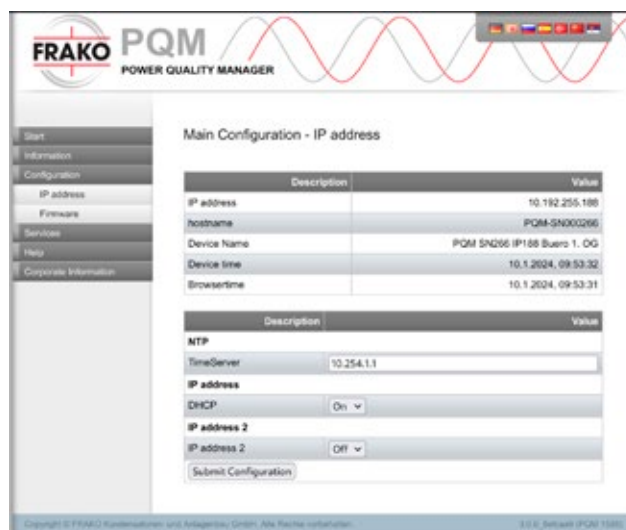 FRAKO
PQM
POWER QUALITY MANAGER
Start
Information
Configuration
IP address
Firmware
Services
Help
Corporate Information
Main Configuration - IP address
Description Value
IP address 10.192.255.188
hostname PQM-SN000266
Device Name PQM SN266 IP188 Buero 1. OG
Device time 10.1.2024, 09:53:32
Browsertime 10.1.2024, 09:53:31
Description Value
NTP
TimeServer 10.254.1.1
IP address
DHCP On
IP address 2
IP address 2 Off
Submit Configuration
Copyright © FRAKO Kondensatoren- und Anlagenbau GmbH. Alle Rechte vorbehalten.